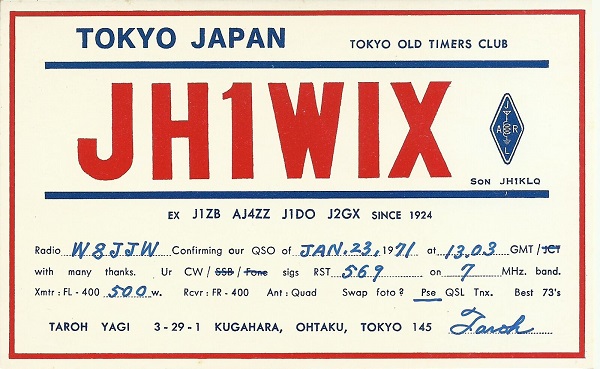 TOKYO JAPAN TOKYO OLD TIMERS CLUB
JH1WIX
J A R L
SON JH1KLQ
EX J1ZB AJ4ZZ J1DO J2GX SINCE 1924
Radio W8JJW Confirming our QSO of JAN. 23, 1971 at 13.03 GMT / JCT
with many thanks. Ur CW / SSB / Fone sigs RST 569 on 7 MHz. band.
Xmtr : FL - 400 500 w. Rcvr : FR - 400 Ant : Quad Swap foto ? Pse QSL Tnx. Best 73's
TAROH YAGI 3 - 29 - 1 KUGAHARA, OHTAKU, TOKYO 145 Taroh